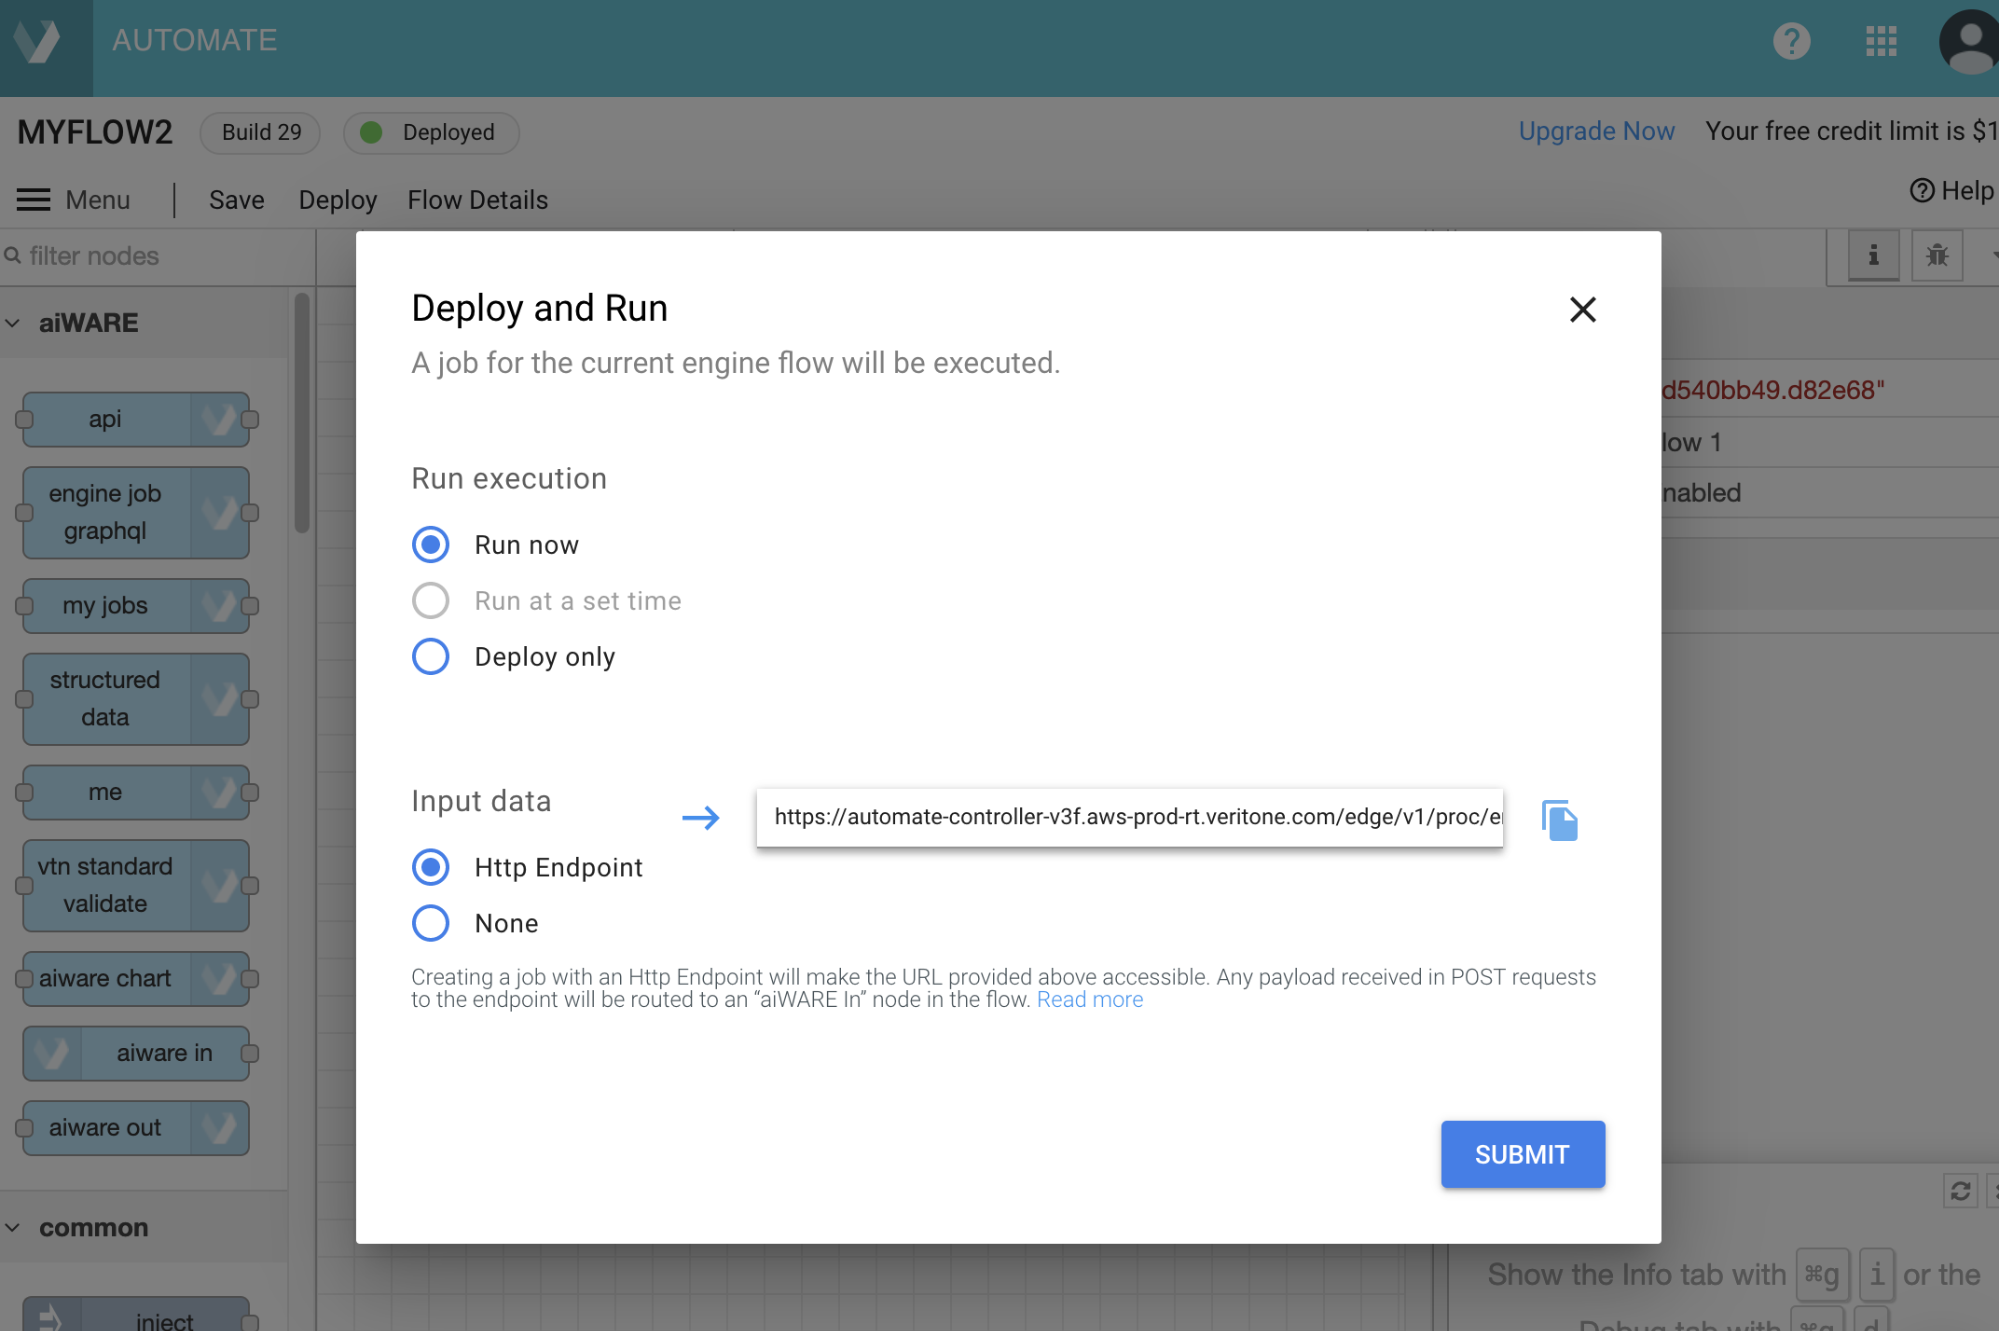 AUTOMATE
?
MYFLOW2
Build 29
Deployed
Upgrade Now
Your free credit limit is $1
Menu
Save
Deploy
Flow Details
Help
filter nodes
i
aiWARE
api
engine job
graphql
my jobs
structured
data
me
vtn standard
validate
aiware chart
aiware in
aiware out
common
inject
Deploy and Run
A job for the current engine flow will be executed.
Run execution
Run now
Run at a set time
Deploy only
Input data
https://automate-controller-v3f.aws-prod-rt.veritone.com/edge/v1/proc/e
Http Endpoint
None
Creating a job with an Http Endpoint will make the URL provided above accessible. Any payload received in POST requests
to the endpoint will be routed to an “aiWARE In” node in the flow. Read more
SUBMIT
d540bb49.d82e68"
low 1
nabled
Show the Info tab with ⌘g i or the
Debug tab with ⌘g d